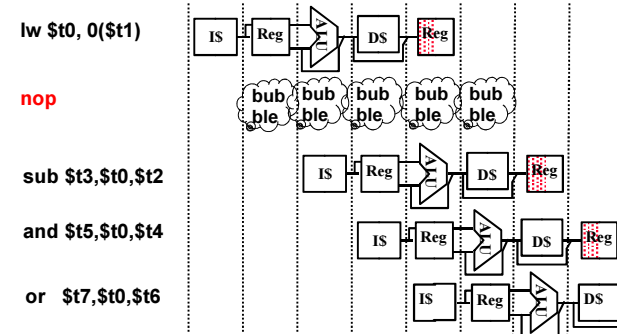 lw $t0, 0($t1)
I$ Reg ALU D$ Reg
nop
bub bub bub bub bub
ble ble ble ble ble
sub $t3,$t0,$t2
I$ Reg ALU D$ Reg
and $t5,$t0,$t4
I$ Reg ALU D$ Reg
or $t7,$t0,$t6
I$ Reg ALU D$